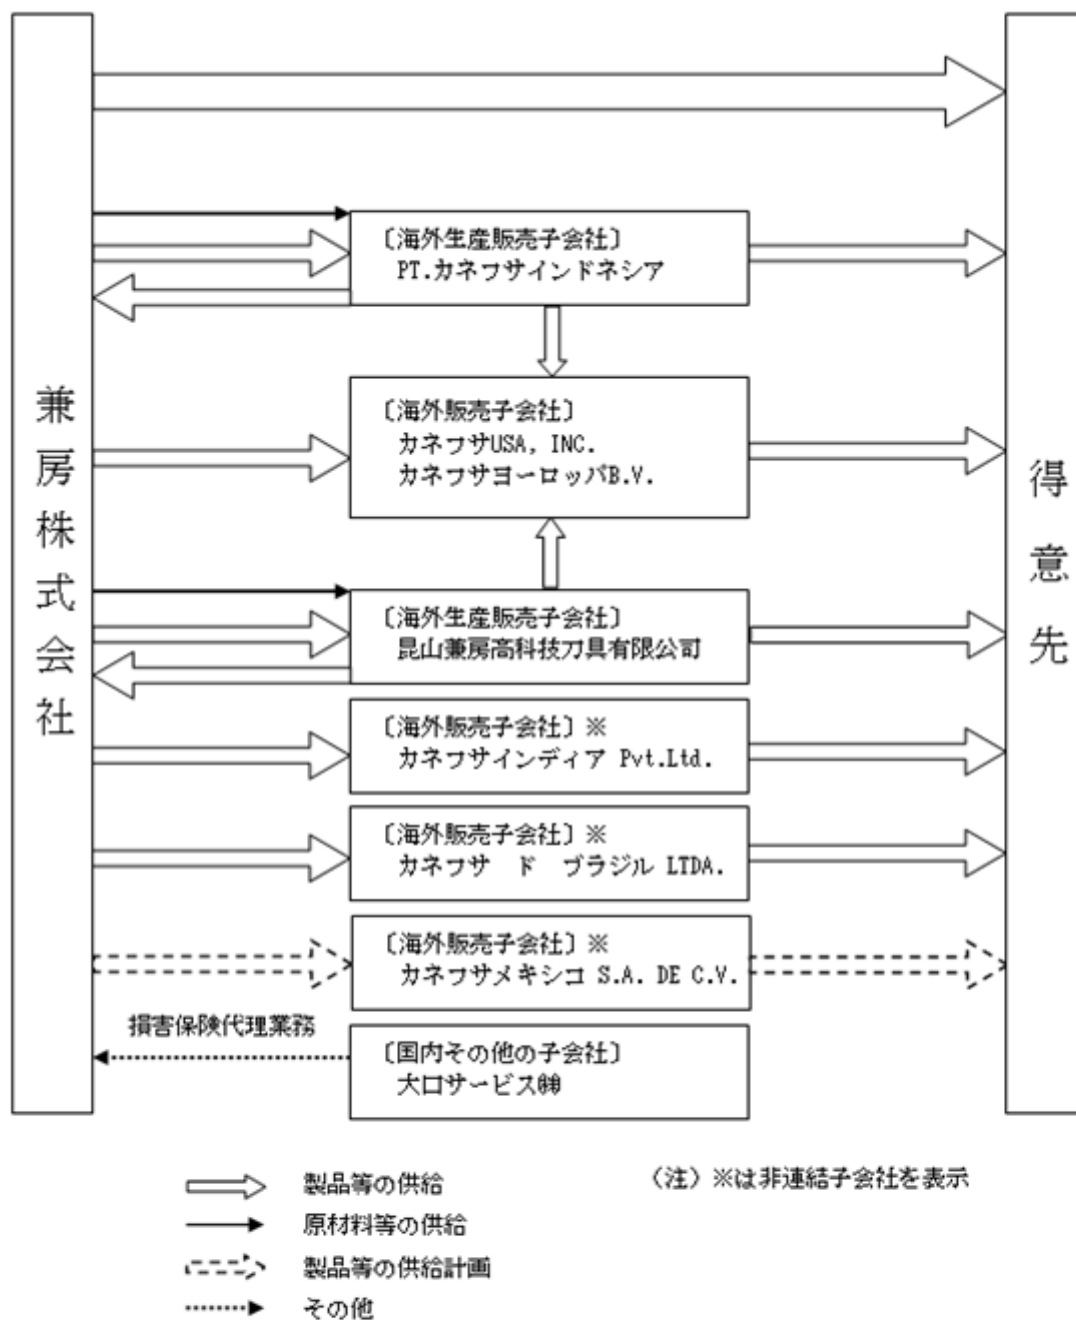 兼房株式会社
〔海外生産販売子会社〕
PT.カネフサインドネシア
〔海外販売子会社〕
カネフサUSA, INC.
カネフサヨーロッパB.V.
〔海外生産販売子会社〕
昆山兼房高科技刀具有限公司
〔海外販売子会社〕※
カネフサインディア Pvt.Ltd.
〔海外販売子会社〕※
カネフサ ド ブラジル LTDA.
〔海外販売子会社〕※
カネフサメキシコ S.A. DE C.V.
損害保険代理業務
〔国内その他の子会社〕
大口サービス㈱
得意先
製品等の供給
原材料等の供給
製品等の供給計画
その他
（注）※は非連結子会社を表示